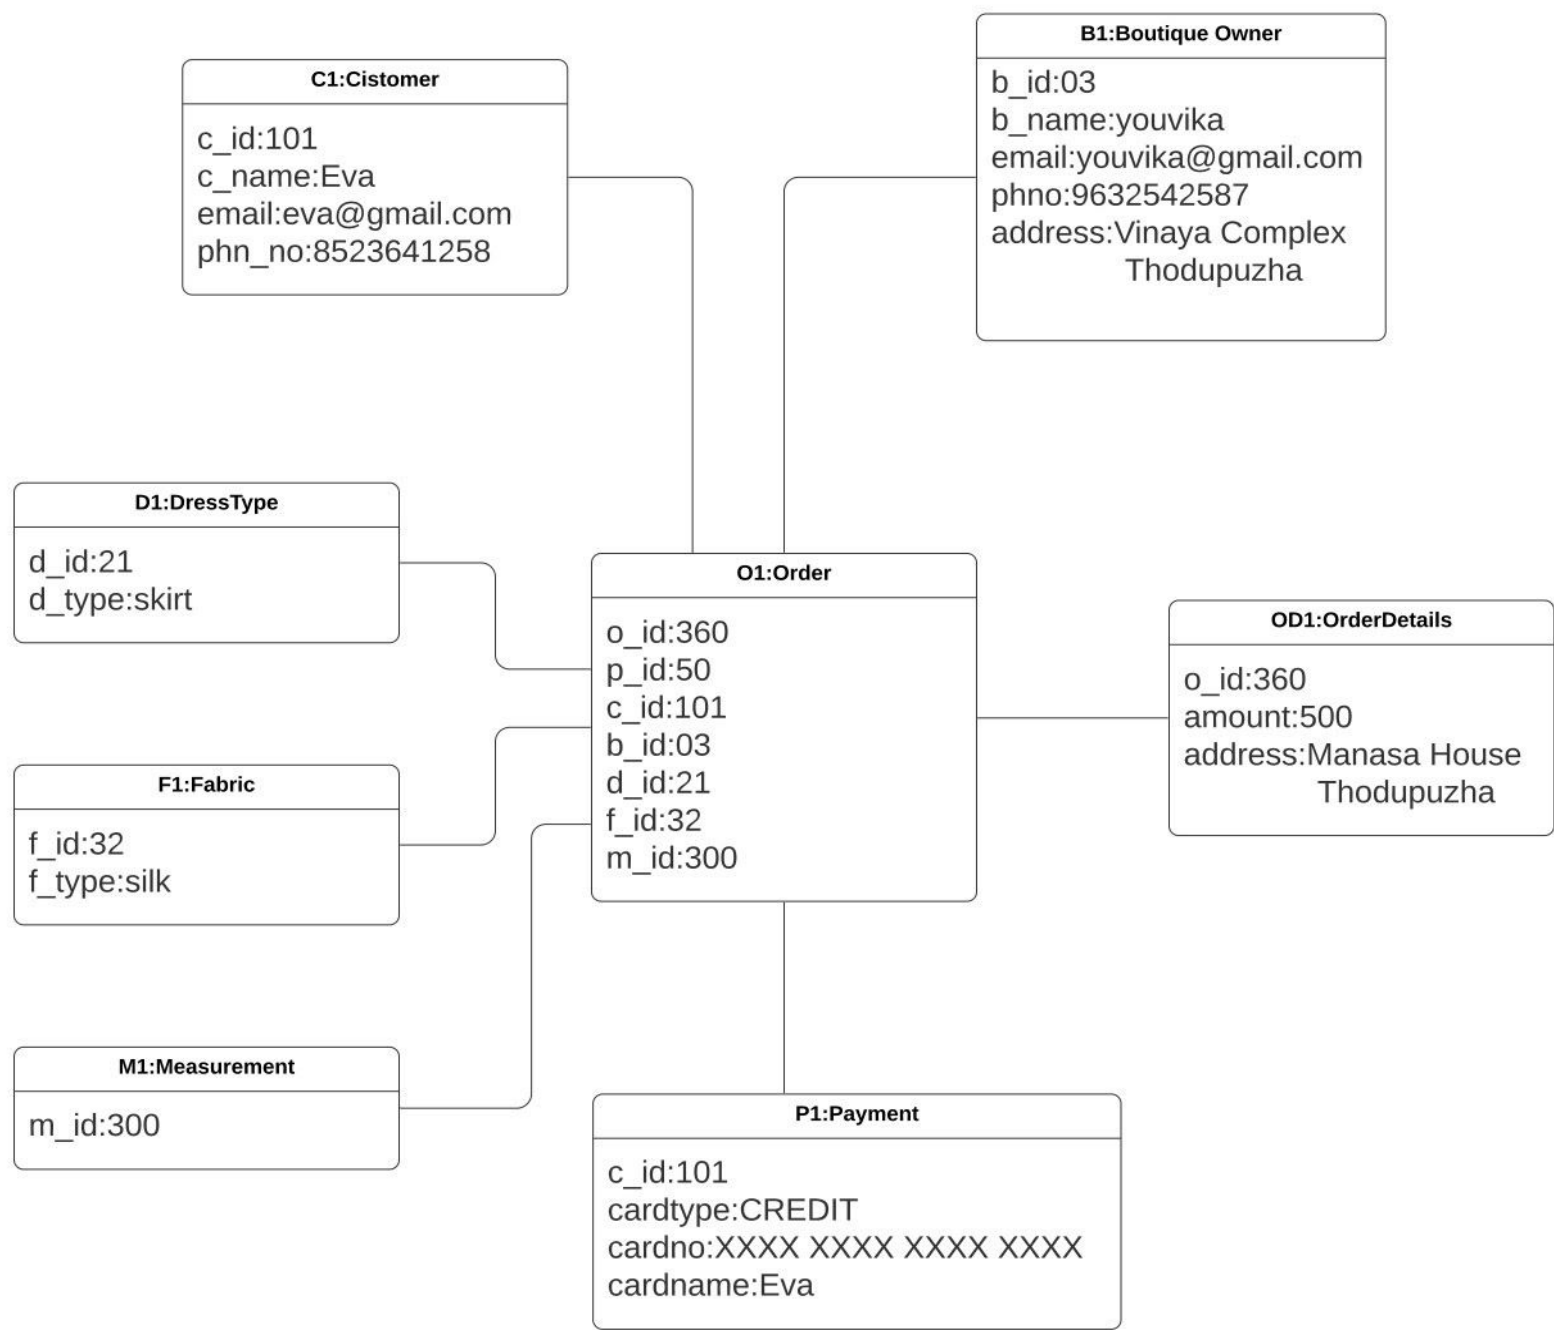 C1:Cistomer
c_id:101
c_name:Eva
email:eva@gmail.com
phn_no:8523641258
B1:Boutique Owner
b_id:03
b_name:youvika
email:youvika@gmail.com
phno:9632542587
address:Vinaya Complex
Thodupuzha
D1:DressType
d_id:21
d_type:skirt
F1:Fabric
f_id:32
f_type:silk
M1:Measurement
m_id:300
O1:Order
o_id:360
p_id:50
c_id:101
b_id:03
d_id:21
f_id:32
m_id:300
OD1:OrderDetails
o_id:360
amount:500
address:Manasa House
Thodupuzha
P1:Payment
c_id:101
cardtype:CREDIT
cardno:XXXX XXXX XXXX XXXX
cardname:Eva